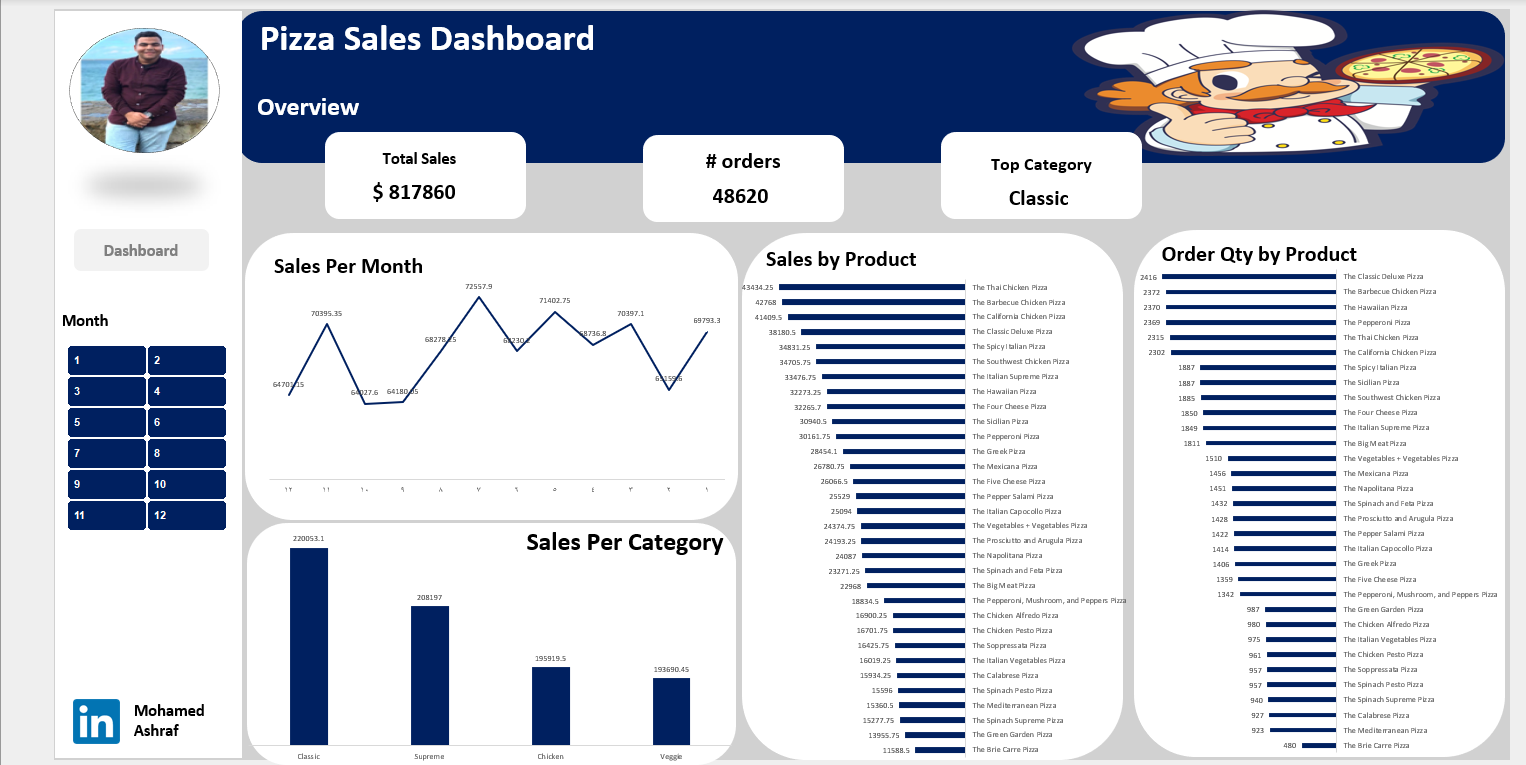 Pizza Sales Dashboard
Overview
Total Sales
$ 817860
# orders
48620
Top Category
Classic
Dashboard
Month
1
2
3
4
5
6
7
8
9
10
11
12
in
Mohamed
Ashraf
Sales Per Month
64701.15
70395.35
64027.6
64180.05
68278.25
72557.9
71402.75
68736.8
70397.1
65159.6
69793.3
١٢ ١١ ١٠ ٩ ٨ ٧ ٦ ٥ ٤ ٣ ٢ ١
Sales Per Category
220053.1
208197
195919.5
193690.45
Classic Supreme Chicken Veggie
Sales by Product
43434.25 The Thai Chicken Pizza
42768 The Barbecue Chicken Pizza
41409.5 The California Chicken Pizza
38180.5 The Classic Deluxe Pizza
34831.25 The Spicy Italian Pizza
34705.75 The Southwest Chicken Pizza
33476.75 The Italian Supreme Pizza
32273.25 The Hawaiian Pizza
32265.7 The Four Cheese Pizza
30940.5 The Sicilian Pizza
30161.75 The Pepperoni Pizza
28454.1 The Greek Pizza
26780.75 The Mexicana Pizza
26066.5 The Five Cheese Pizza
25529 The Pepper Salami Pizza
25094 The Italian Capocollo Pizza
24374.75 The Vegetables + Vegetables Pizza
24193.25 The Prosciutto and Arugula Pizza
24087 The Napolitana Pizza
23271.25 The Spinach and Feta Pizza
22968 The Big Meat Pizza
18834.5 The Pepperoni, Mushroom, and Peppers Pizza
16900.25 The Chicken Alfredo Pizza
16701.75 The Chicken Pesto Pizza
16425.75 The Soppressata Pizza
16019.25 The Italian Vegetables Pizza
15934.25 The Calabrese Pizza
15596 The Spinach Pesto Pizza
15360.5 The Mediterranean Pizza
15277.75 The Spinach Supreme Pizza
13955.75 The Green Garden Pizza
11588.5 The Brie Carre Pizza
Order Qty by Product
2416 The Classic Deluxe Pizza
2372 The Barbecue Chicken Pizza
2370 The Hawaiian Pizza
2369 The Pepperoni Pizza
2315 The Thai Chicken Pizza
2302 The California Chicken Pizza
1887 The Spicy Italian Pizza
1887 The Sicilian Pizza
1885 The Southwest Chicken Pizza
1850 The Four Cheese Pizza
1849 The Italian Supreme Pizza
1811 The Big Meat Pizza
1510 The Vegetables + Vegetables Pizza
1456 The Mexicana Pizza
1451 The Napolitana Pizza
1432 The Spinach and Feta Pizza
1428 The Prosciutto and Arugula Pizza
1422 The Pepper Salami Pizza
1414 The Italian Capocollo Pizza
1406 The Greek Pizza
1359 The Five Cheese Pizza
1342 The Pepperoni, Mushroom, and Peppers Pizza
987 The Green Garden Pizza
980 The Chicken Alfredo Pizza
975 The Italian Vegetables Pizza
961 The Chicken Pesto Pizza
957 The Soppressata Pizza
957 The Spinach Pesto Pizza
940 The Spinach Supreme Pizza
927 The Calabrese Pizza
923 The Mediterranean Pizza
480 The Brie Carre Pizza